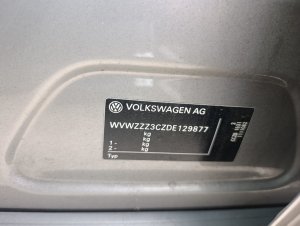 VOLKSWAGEN AG
WVWZZZ3CZDE129877
kg
kg
1 - kg
2 - kg
Typ